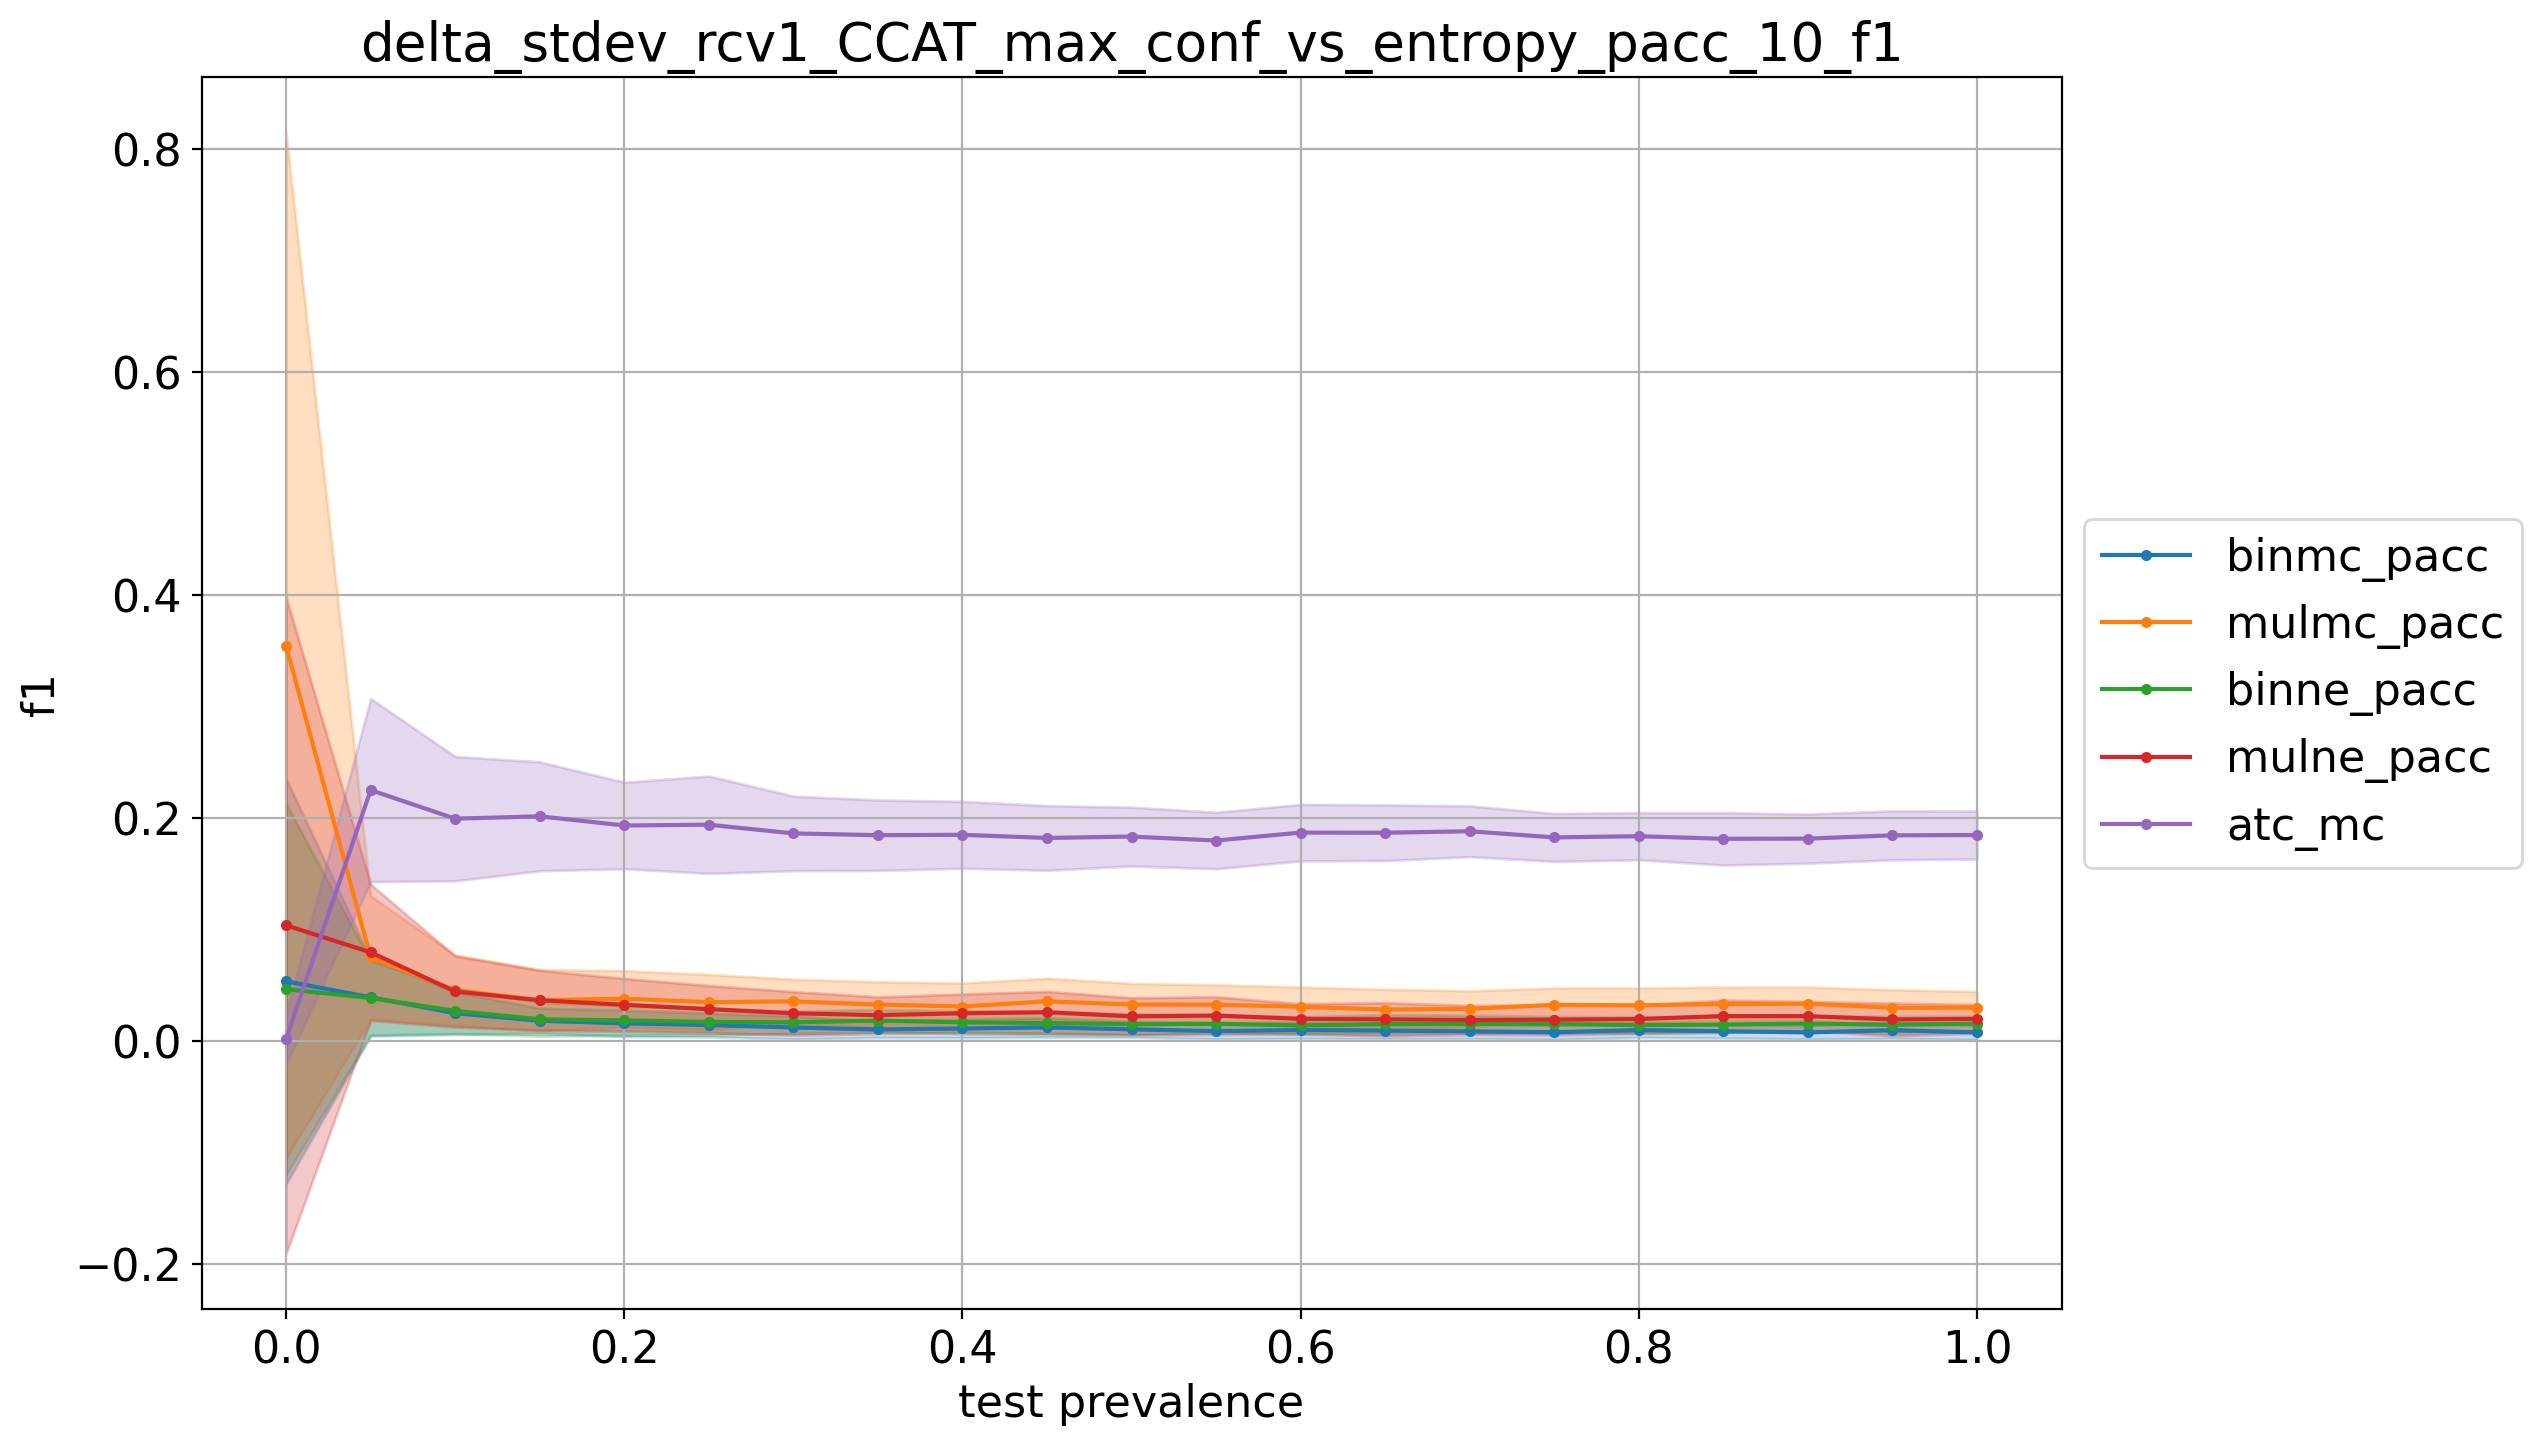 delta_stdev_rcv1_CCAT_max_conf_vs_entropy_pacc_10_f1
0.8
0.6
0.4
0.2
0.0
−0.2
f1
0.0 0.2 0.4 0.6 0.8 1.0
test prevalence
binmc_pacc
mulmc_pacc
binne_pacc
mulne_pacc
atc_mc